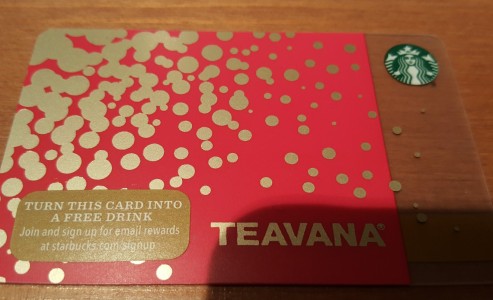 TURN THIS CARD INTO
A FREE DRINK
Join and sign up for email rewards
at starbucks.com/signup
TEAVANA®